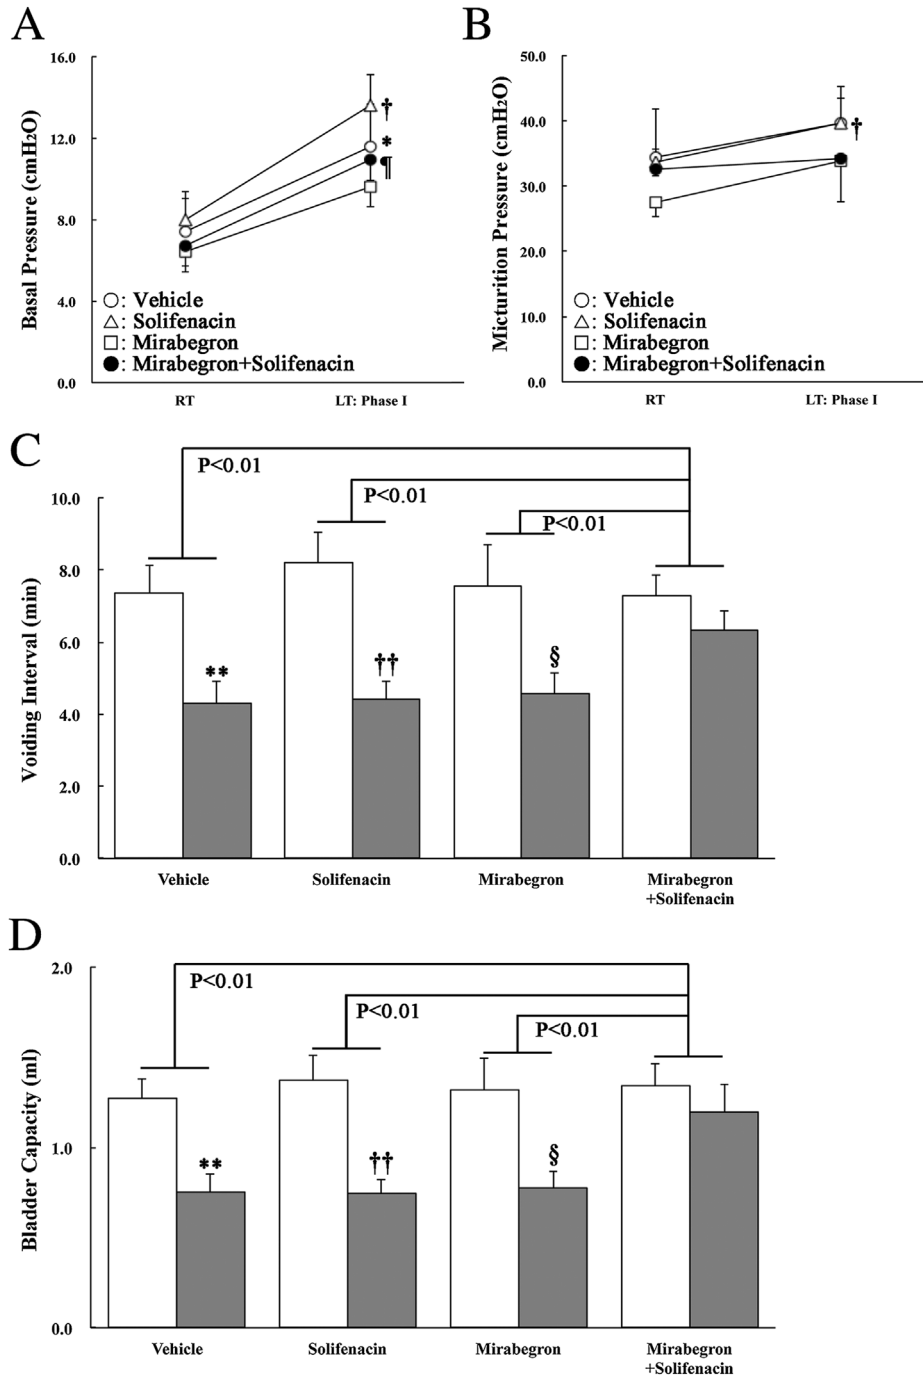 A
B
Basal Pressure (cmH2O)
16.0
12.0
8.0
4.0
0.0
†
*
¶
○: Vehicle
△: Solifenacin
□: Mirabegron
●: Mirabegron+Solifenacin
RT
LT: Phase I
Micturition Pressure (cmH2O)
50.0
40.0
30.0
20.0
10.0
0.0
†
○: Vehicle
△: Solifenacin
□: Mirabegron
●: Mirabegron+Solifenacin
RT
LT: Phase I
C
Voiding Interval (min)
10.0
8.0
6.0
4.0
2.0
0.0
P<0.01
P<0.01
P<0.01
**
††
§
Vehicle
Solifenacin
Mirabegron
Mirabegron
+Solifenacin
D
Bladder Capacity (ml)
2.0
1.0
0.0
P<0.01
P<0.01
P<0.01
**
††
§
Vehicle
Solifenacin
Mirabegron
Mirabegron
+Solifenacin